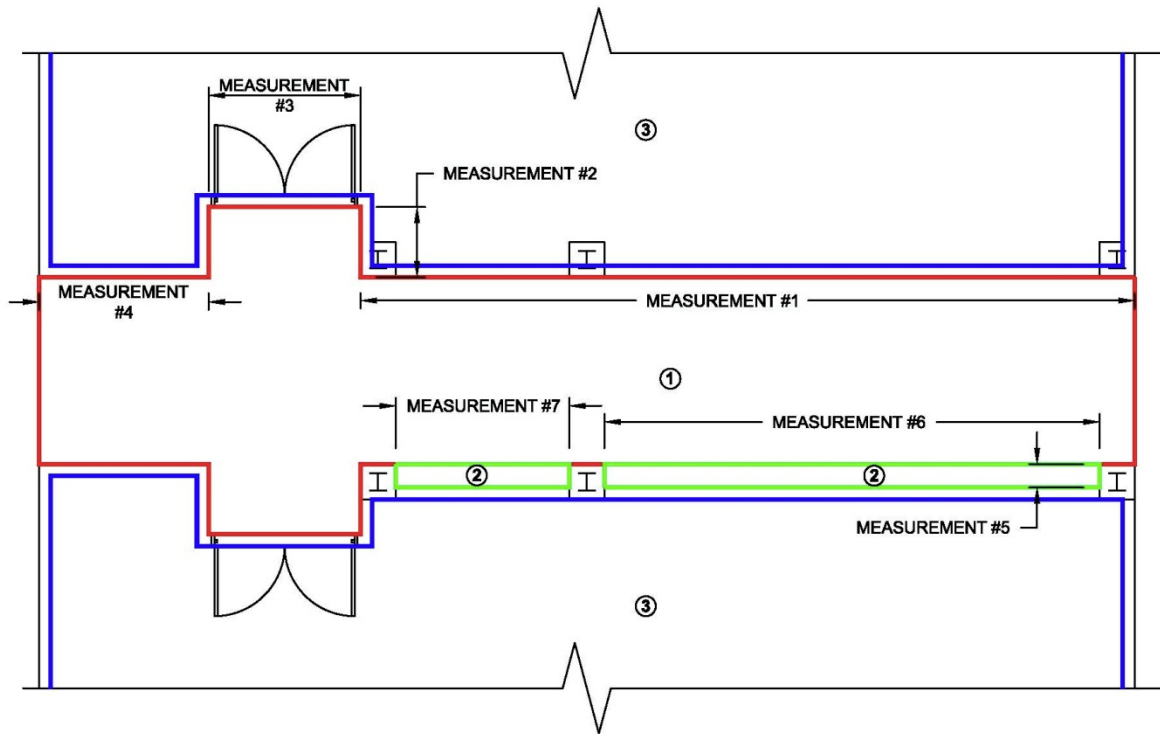 MEASUREMENT
#3
③
MEASUREMENT #2
MEASUREMENT
#4
MEASUREMENT #1
①
MEASUREMENT #7
MEASUREMENT #6
②
②
MEASUREMENT #5
③